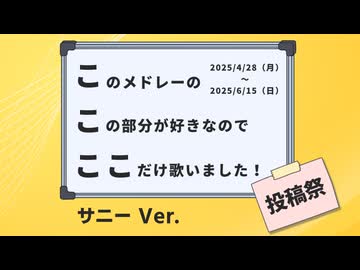 このメドレーの
2025/4/28（月）
～
2025/6/15（日）
この部分が好きなので
ここだけ歌いました！
投稿祭
サニー Ver.